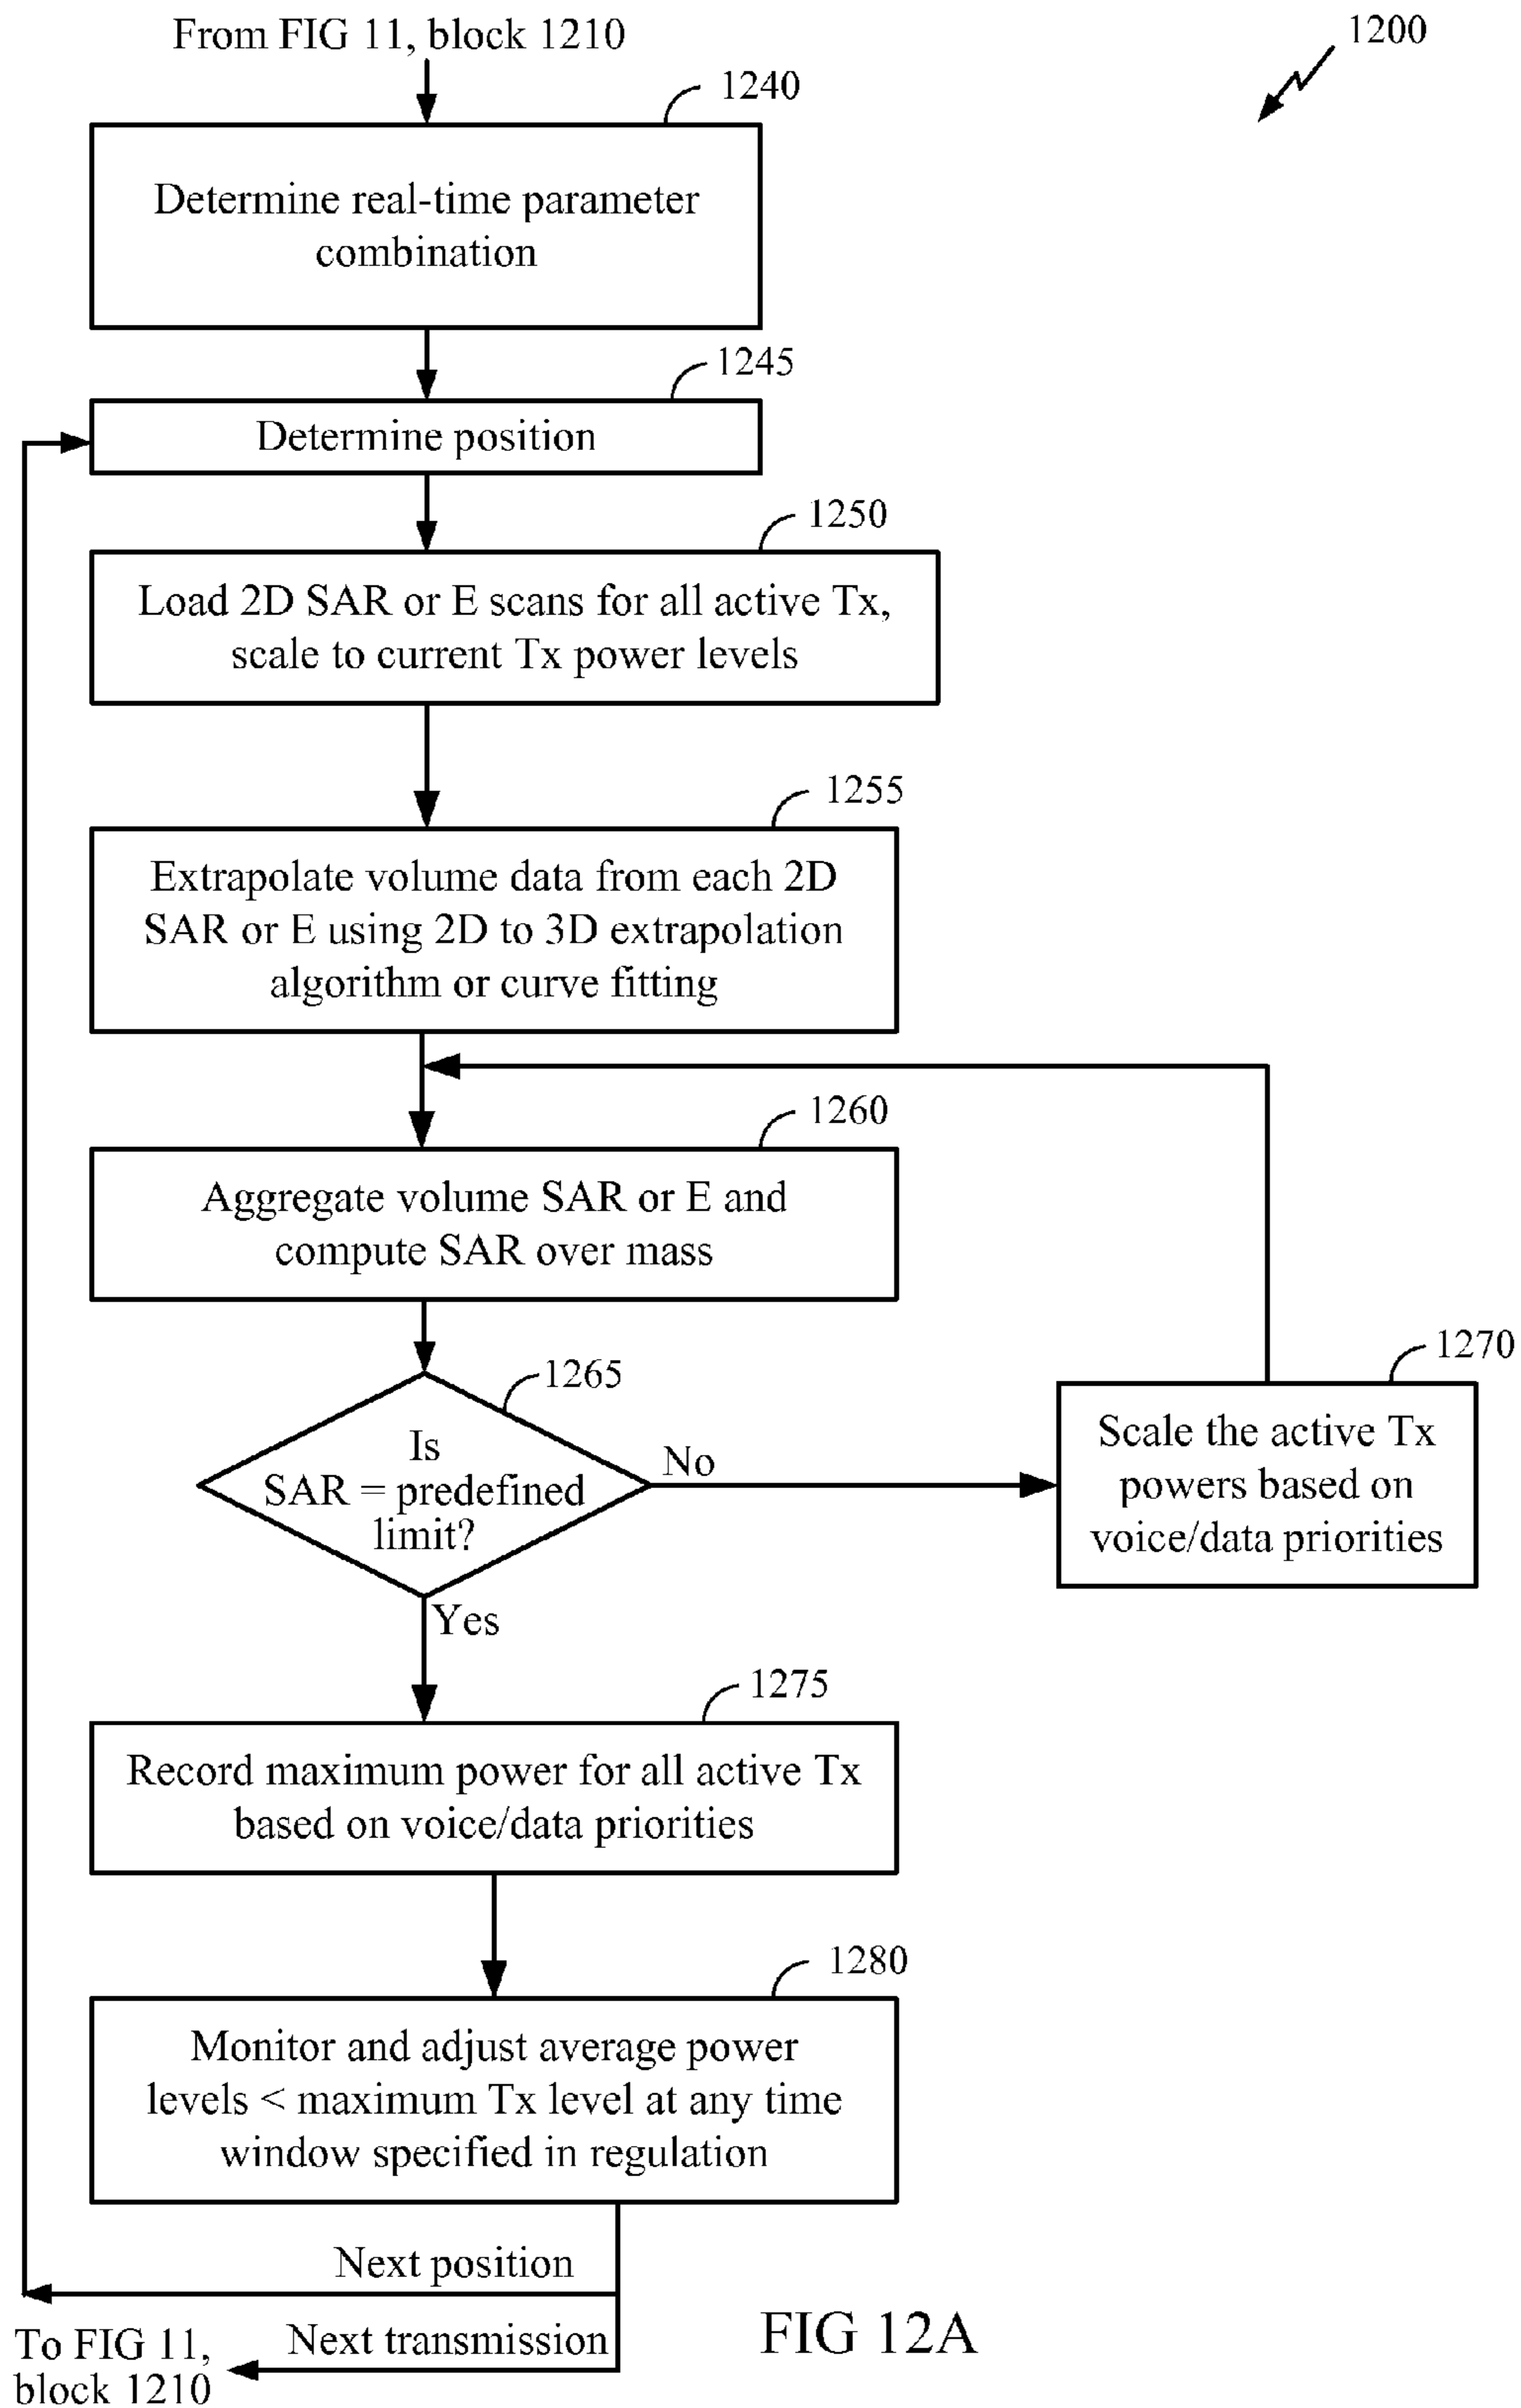 From FIG 11, block 1210
1200
1240
Determine real-time parameter
combination
1245
Determine position
1250
Load 2D SAR or E scans for all active Tx,
scale to current Tx power levels
1255
Extrapolate volume data from each 2D
SAR or E using 2D to 3D extrapolation
algorithm or curve fitting
1260
Aggregate volume SAR or E and
compute SAR over mass
1265
Is
SAR = predefined
limit?
No
1270
Scale the active Tx
powers based on
voice/data priorities
Yes
1275
Record maximum power for all active Tx
based on voice/data priorities
1280
Monitor and adjust average power
levels < maximum Tx level at any time
window specified in regulation
Next position
Next transmission
To FIG 11,
block 1210
FIG 12A